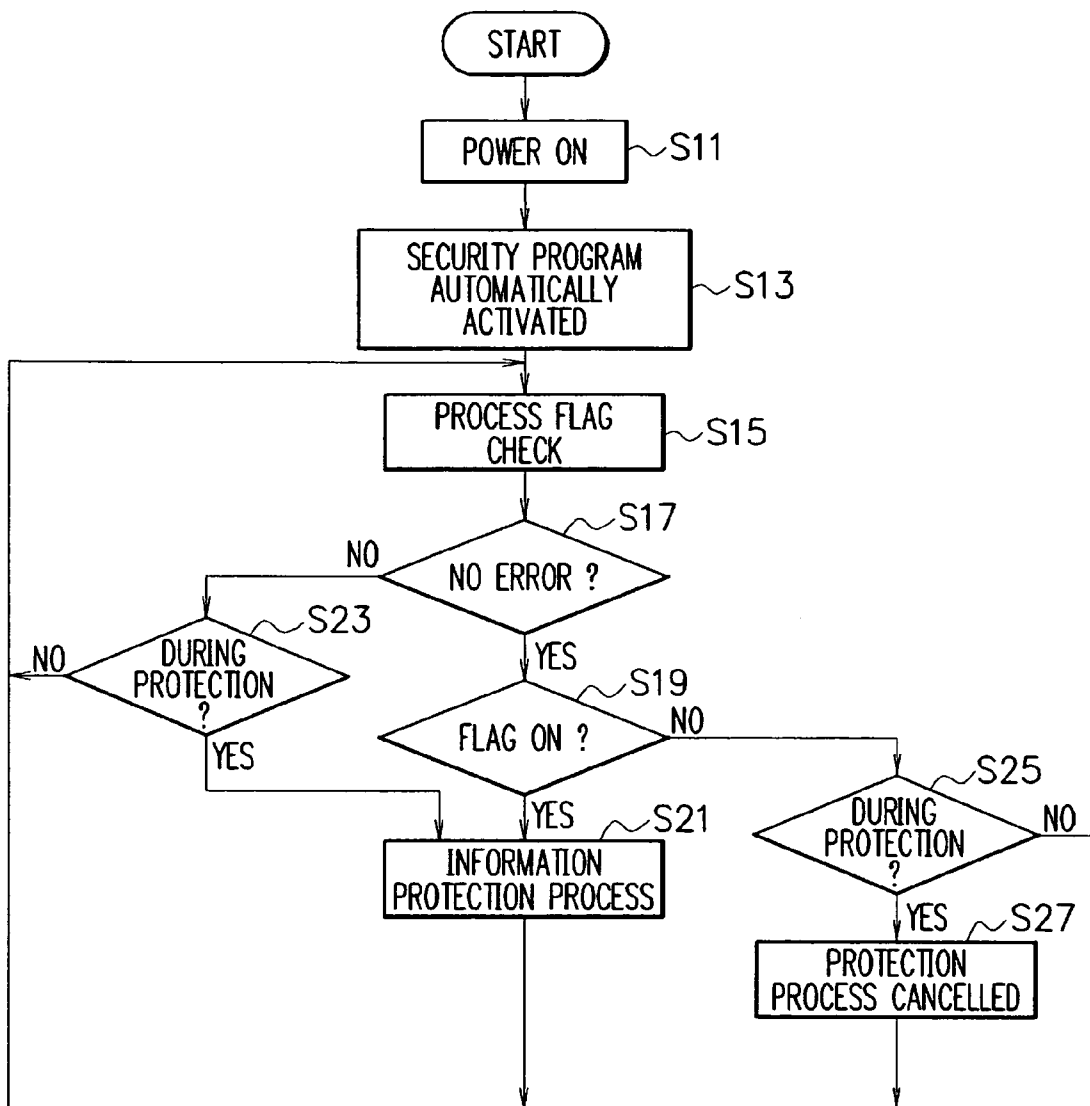 START
POWER ON
S11
SECURITY PROGRAM
AUTOMATICALLY
ACTIVATED
S13
PROCESS FLAG
CHECK
S15
S17
NO ERROR ?
NO
YES
S23
DURING
PROTECTION
?
NO
YES
S19
FLAG ON ?
NO
YES
S21
INFORMATION
PROTECTION PROCESS
S25
DURING
PROTECTION
?
NO
YES
S27
PROTECTION
PROCESS CANCELLED